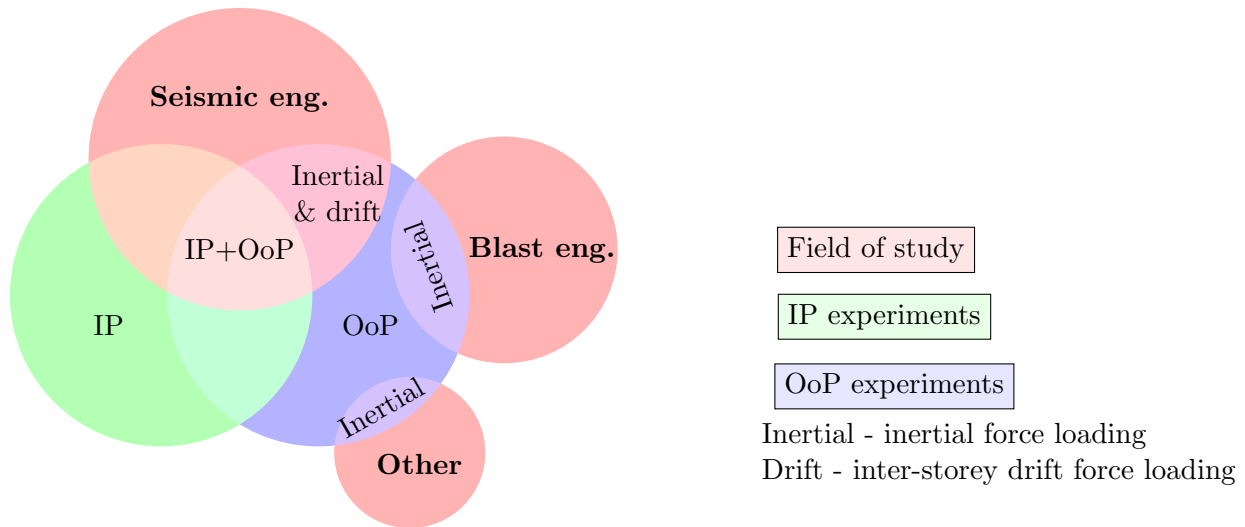 Seismic eng.
Inertial
& drift
IP+OoP
Inertial
Blast eng.
IP
OoP
Inertial
Other
Field of study
IP experiments
OoP experiments
Inertial - inertial force loading
Drift - inter-storey drift force loading